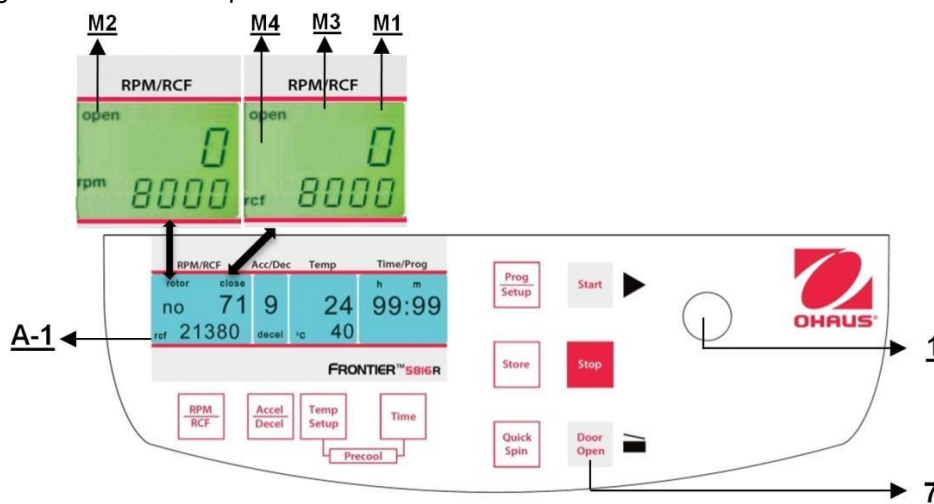 M2
M4
M3
M1
RPM/RCF
open
0
rpm 8000
RPM/RCF
open
0
rcf 8000
RPM/RCF Acc/Dec Temp Time/Prog
rotor close h m
no 71 9 24 99:99
rcf 21380 decel °C 40
A-1
FRONTIER™5816R
RPM
RCF
Accel
Decel
Temp
Setup
Time
Precool
Prog
Setup
Start
Store
Stop
Quick
Spin
Door
Open
OHAUS®
1
7